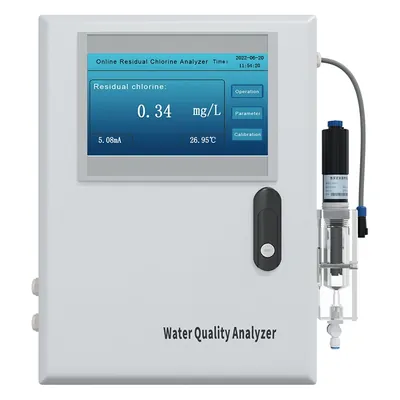 Online Residual Chlorine Analyzer Time: 2022-06-20
11:54:20
Residual chlorine:
0.34 mg/L
5.08mA 26.95℃
Operation
Parameter
Calibration
Water Quality Analyzer